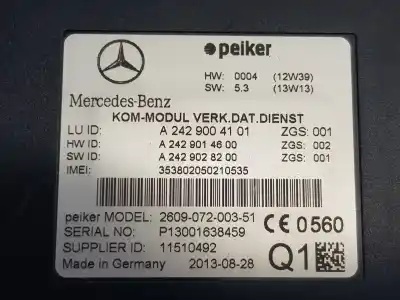 peiker
HW: 0004 (12W39)
SW: 5.3 (13W13)
Mercedes-Benz
KOM-MODUL VERK.DAT.DIENST
LU ID: A 242 900 41 01 ZGS: 001
HW ID: A 242 901 46 00 ZGS: 002
SW ID: A 242 902 82 00 ZGS: 001
IMEI: 353802050210535
peiker MODEL: 2609-072-003-51
SERIAL NO: P13001638459
CE 0560
SUPPLIER ID: 11510492
Made in Germany 2013-08-28
Q1